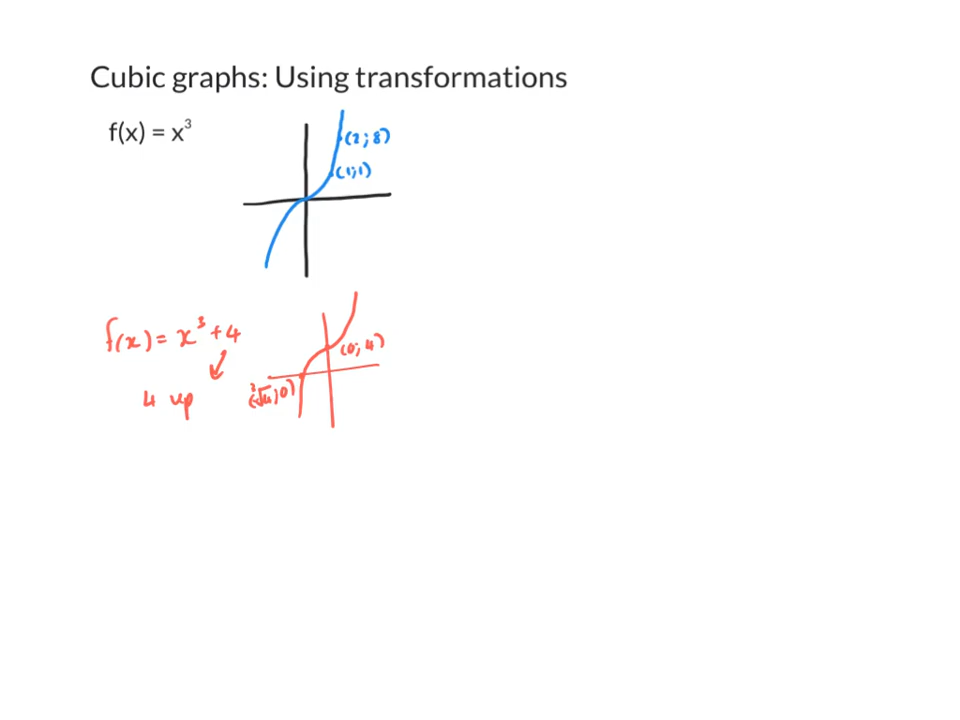 Cubic graphs: Using transformations
f(x) = x³
(2;8)
(1;1)
f(x) = x³ + 4
(0;4)
4 up
(∛-4;0)